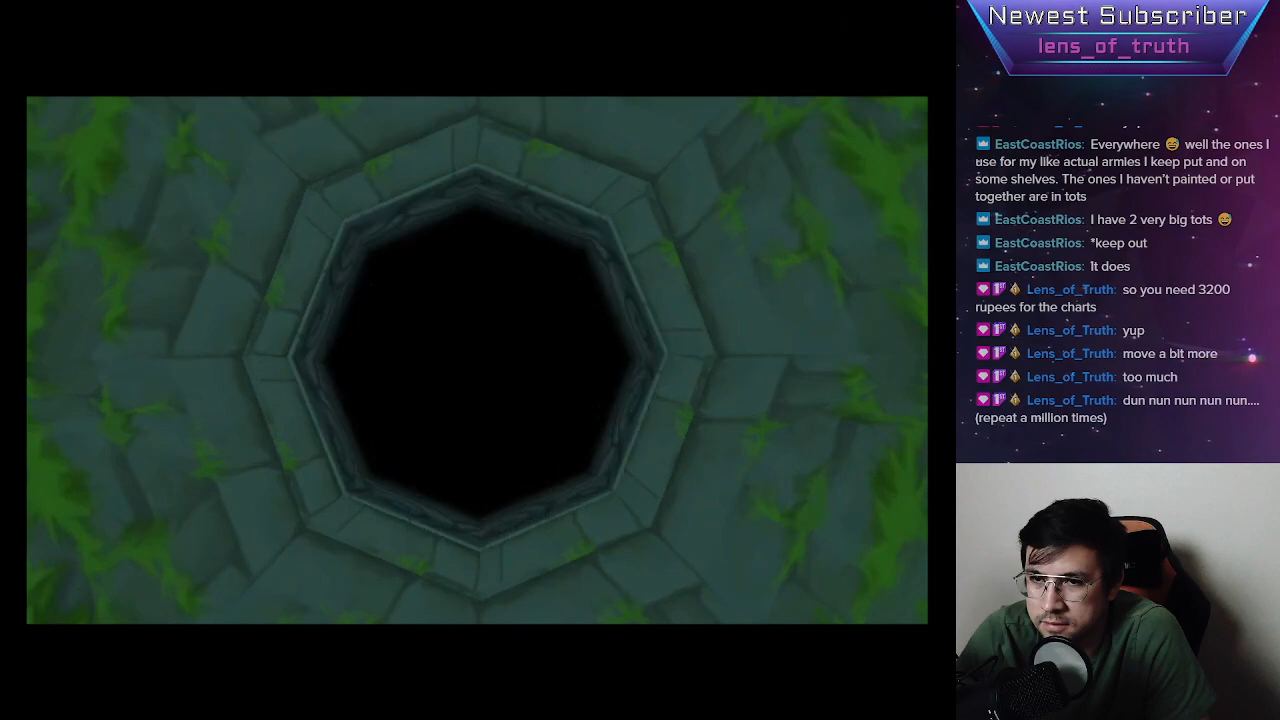 Newest Subscriber
lens_of_truth
EastCoastRios: Everywhere 😅 well the ones I
use for my like actual armies I keep put and on
some shelves. The ones I haven't painted or put
together are in tots
EastCoastRios: I have 2 very big tots 😅
EastCoastRios: *keep out
EastCoastRios: It does
Lens_of_Truth: so you need 3200
rupees for the charts
Lens_of_Truth: yup
Lens_of_Truth: move a bit more
Lens_of_Truth: too much
Lens_of_Truth: dun nun nun nun nun....
(repeat a million times)